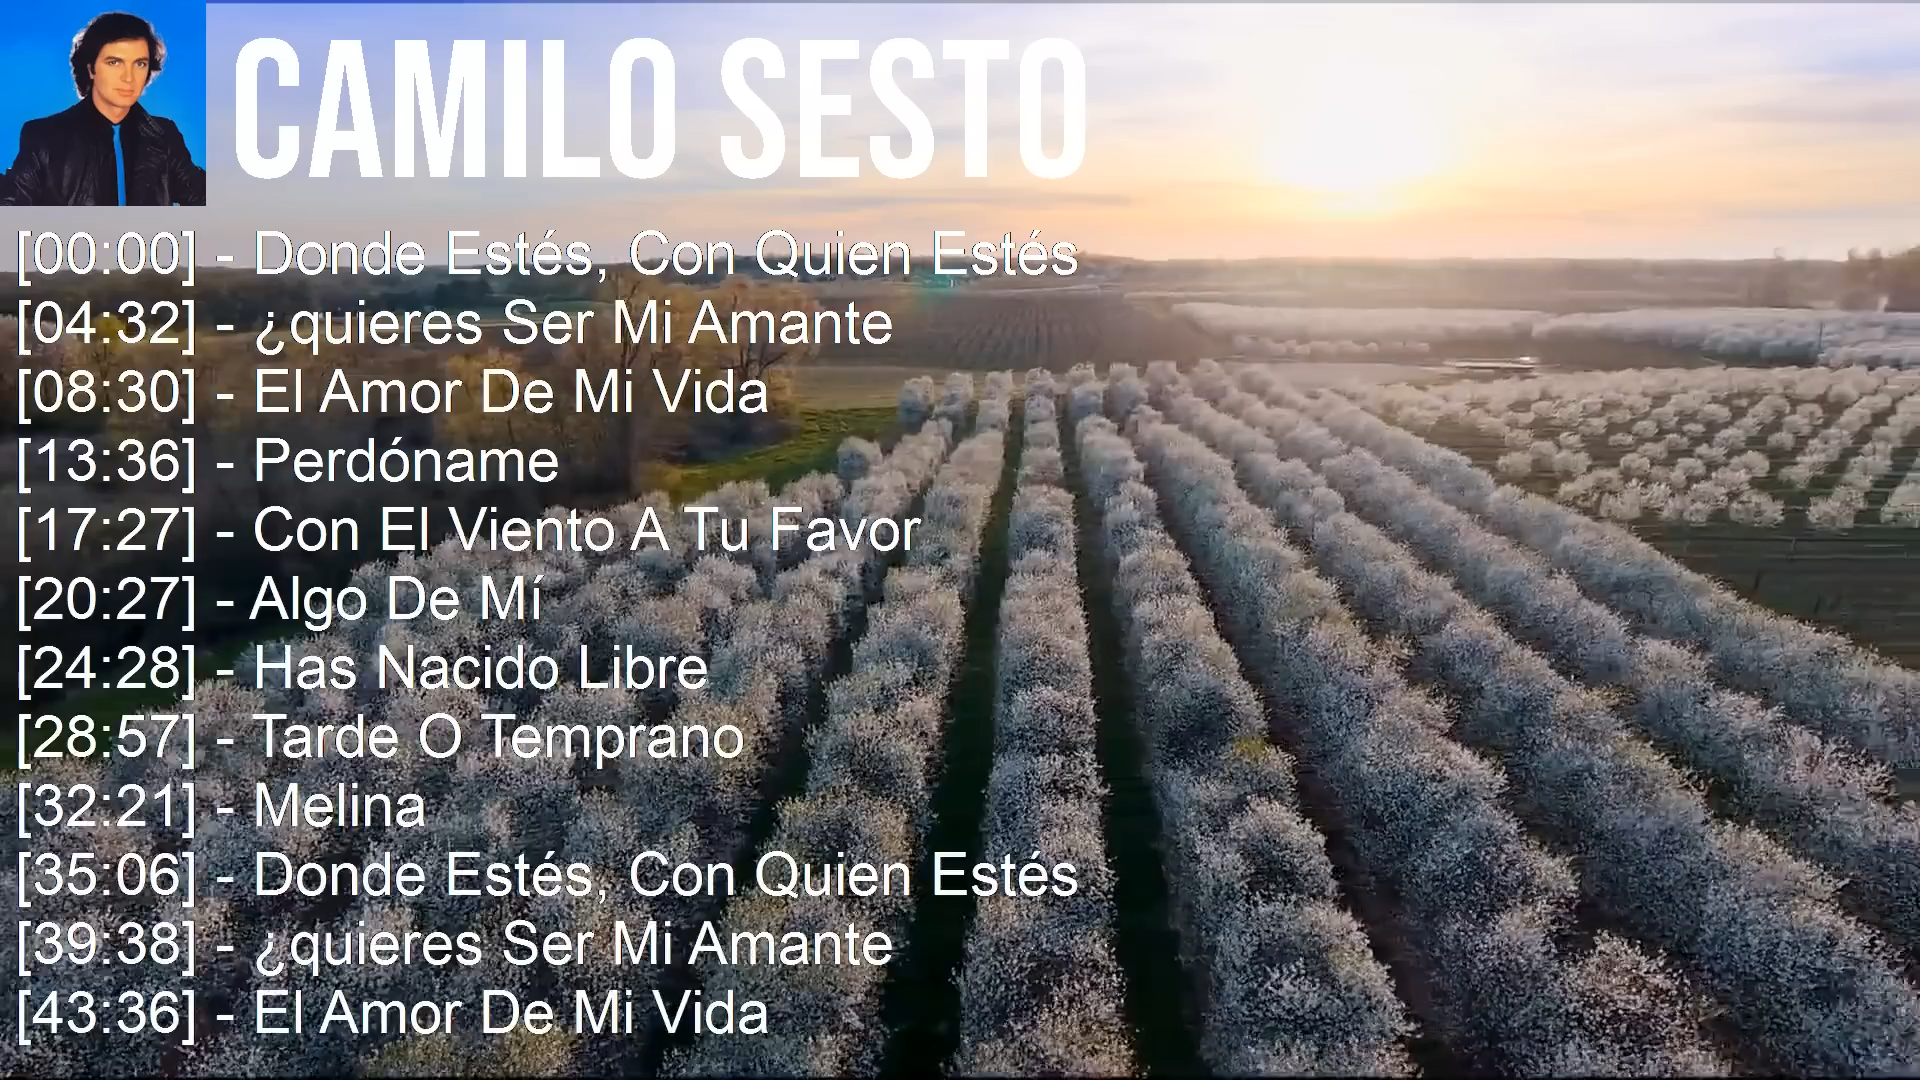 CAMILO SESTO
[00:00] - Donde Estés, Con Quien Estés
[04:32] - ¿quieres Ser Mi Amante
[08:30] - El Amor De Mi Vida
[13:36] - Perdóname
[17:27] - Con El Viento A Tu Favor
[20:27] - Algo De Mí
[24:28] - Has Nacido Libre
[28:57] - Tarde O Temprano
[32:21] - Melina
[35:06] - Donde Estés, Con Quien Estés
[39:38] - ¿quieres Ser Mi Amante
[43:36] - El Amor De Mi Vida